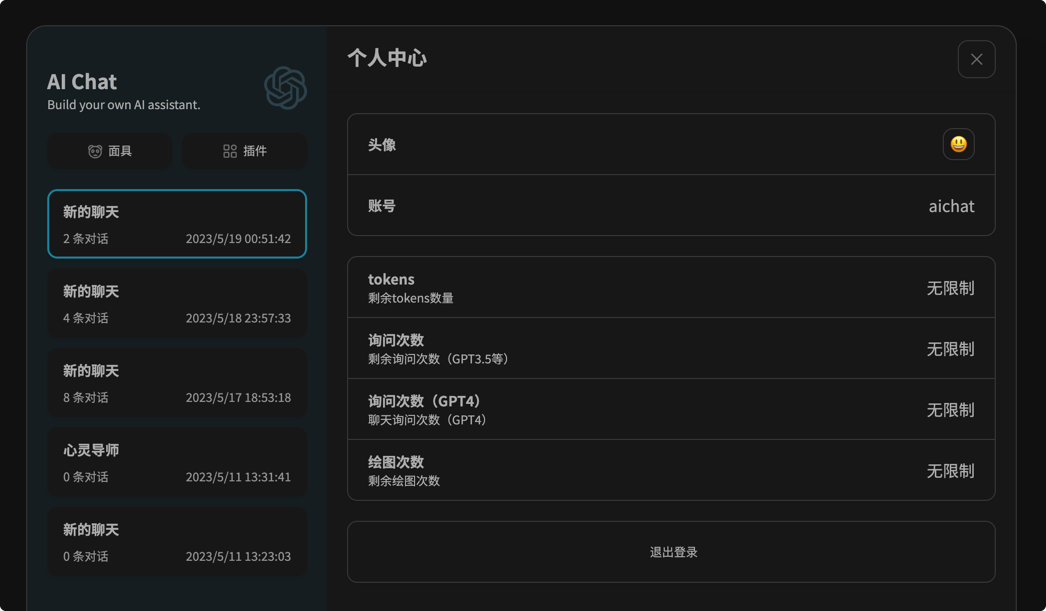 AI Chat
Build your own AI assistant.
面具
插件
新的聊天
2 条对话 2023/5/19 00:51:42
新的聊天
4 条对话 2023/5/18 23:57:33
新的聊天
8 条对话 2023/5/17 18:53:18
心灵导师
0 条对话 2023/5/11 13:31:41
新的聊天
0 条对话 2023/5/11 13:23:03
个人中心
头像
账号 aichat
tokens
剩余tokens数量
无限制
询问次数
剩余询问次数（GPT3.5等）
无限制
询问次数（GPT4）
聊天询问次数（GPT4）
无限制
绘图次数
剩余绘图次数
无限制
退出登录